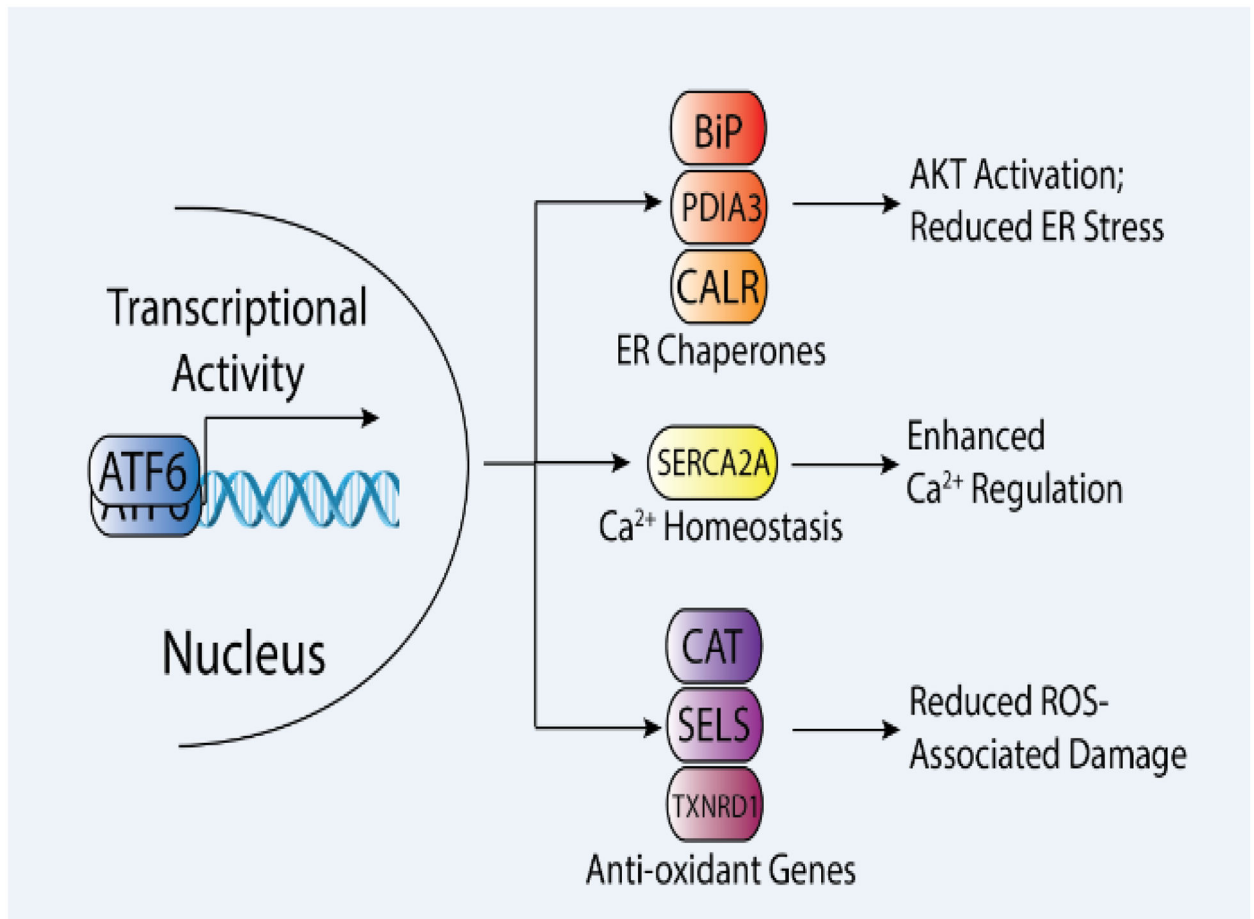 Transcriptional
Activity
ATF6
ATF6
Nucleus
BiP
PDIA3
CALR
ER Chaperones
AKT Activation;
Reduced ER Stress
SERCA2A
Ca²⁺ Homeostasis
Enhanced
Ca²⁺ Regulation
CAT
SELS
TXNRD1
Anti-oxidant Genes
Reduced ROS-
Associated Damage